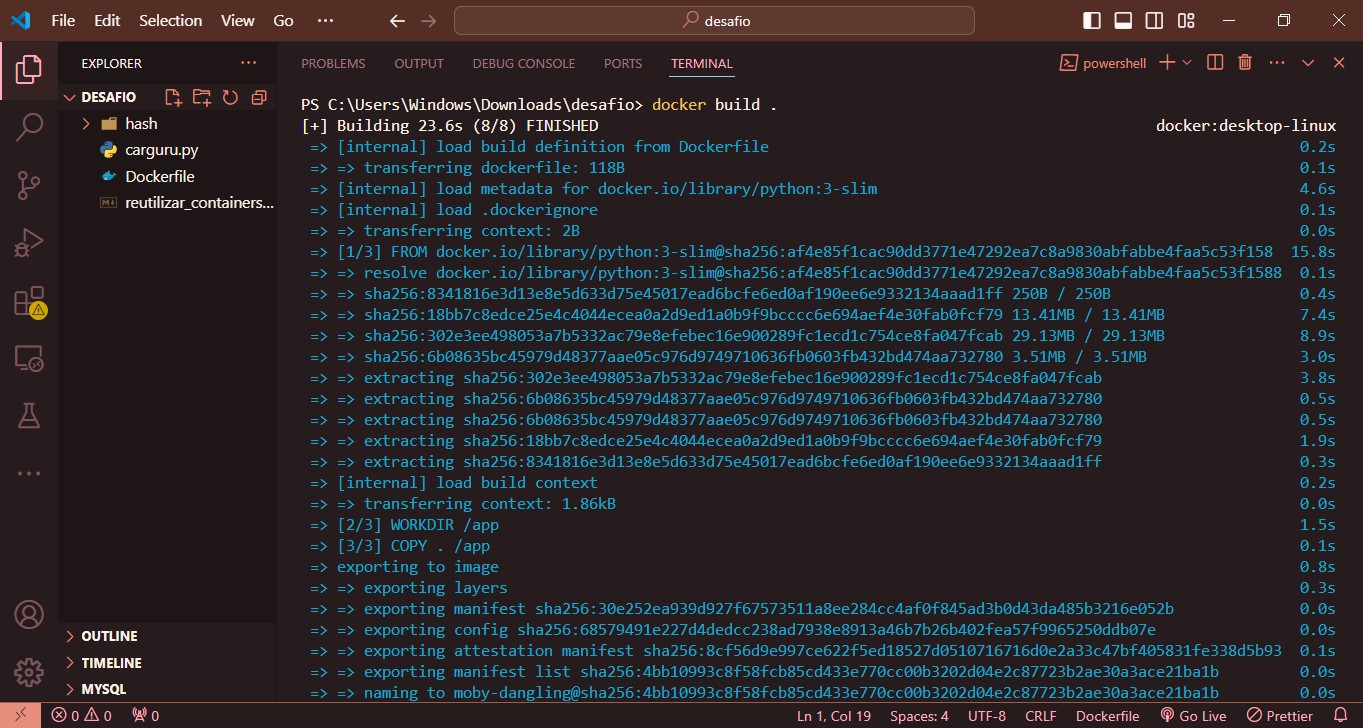 File Edit Selection View Go ··· desafio
EXPLORER ···
DESAFIO
hash
carguru.py
Dockerfile
reutilizar_containers...
OUTLINE
TIMELINE
MYSQL
PROBLEMS OUTPUT DEBUG CONSOLE PORTS TERMINAL powershell
PS C:\Users\Windows\Downloads\desafio> docker build .
[+] Building 23.6s (8/8) FINISHED docker:desktop-linux
=> [internal] load build definition from Dockerfile 0.2s
=> => transferring dockerfile: 118B 0.1s
=> [internal] load metadata for docker.io/library/python:3-slim 4.6s
=> [internal] load .dockerignore 0.1s
=> => transferring context: 2B 0.0s
=> [1/3] FROM docker.io/library/python:3-slim@sha256:af4e85f1cac90dd3771e47292ea7c8a9830abfabbe4faa5c53f158 15.8s
=> => resolve docker.io/library/python:3-slim@sha256:af4e85f1cac90dd3771e47292ea7c8a9830abfabbe4faa5c53f1588 0.1s
=> => sha256:8341816e3d13e8e5d633d75e45017ead6bcfe6ed0af190ee6e9332134aaad1ff 250B / 250B 0.4s
=> => sha256:18bb7c8edce25e4c4044ecea0a2d9ed1a0b9f9bcccc6e694aef4e30fab0fcf79 13.41MB / 13.41MB 7.4s
=> => sha256:302e3ee498053a7b5332ac79e8efebec16e900289fc1ecd1c754ce8fa047fcab 29.13MB / 29.13MB 8.9s
=> => sha256:6b08635bc45979d48377aae05c976d9749710636fb0603fb432bd474aa732780 3.51MB / 3.51MB 3.0s
=> => extracting sha256:302e3ee498053a7b5332ac79e8efebec16e900289fc1ecd1c754ce8fa047fcab 3.8s
=> => extracting sha256:6b08635bc45979d48377aae05c976d9749710636fb0603fb432bd474aa732780 0.5s
=> => extracting sha256:6b08635bc45979d48377aae05c976d9749710636fb0603fb432bd474aa732780 0.5s
=> => extracting sha256:18bb7c8edce25e4c4044ecea0a2d9ed1a0b9f9bcccc6e694aef4e30fab0fcf79 1.9s
=> => extracting sha256:8341816e3d13e8e5d633d75e45017ead6bcfe6ed0af190ee6e9332134aaad1ff 0.3s
=> [internal] load build context 0.2s
=> => transferring context: 1.86kB 0.0s
=> [2/3] WORKDIR /app 1.5s
=> [3/3] COPY . /app 0.1s
=> exporting to image 0.8s
=> => exporting layers 0.3s
=> => exporting manifest sha256:30e252ea939d927f67573511a8ee284cc4af0f845ad3b0d43da485b3216e052b 0.0s
=> => exporting config sha256:68579491e227d4dedcc238ad7938e8913a46b7b26b402fea57f9965250ddb07e 0.0s
=> => exporting attestation manifest sha256:8cf56d9e997ce622f5ed18527d0510716716d0e2a33c47bf405831fe338d5b93 0.1s
=> => exporting manifest list sha256:4bb10993c8f58fcb85cd433e770cc00b3202d04e2c87723b2ae30a3ace21ba1b 0.0s
=> => naming to moby-dangling@sha256:4bb10993c8f58fcb85cd433e770cc00b3202d04e2c87723b2ae30a3ace21ba1b 0.0s
0 0 0 Ln 1, Col 19 Spaces: 4 UTF-8 CRLF Dockerfile Go Live Prettier